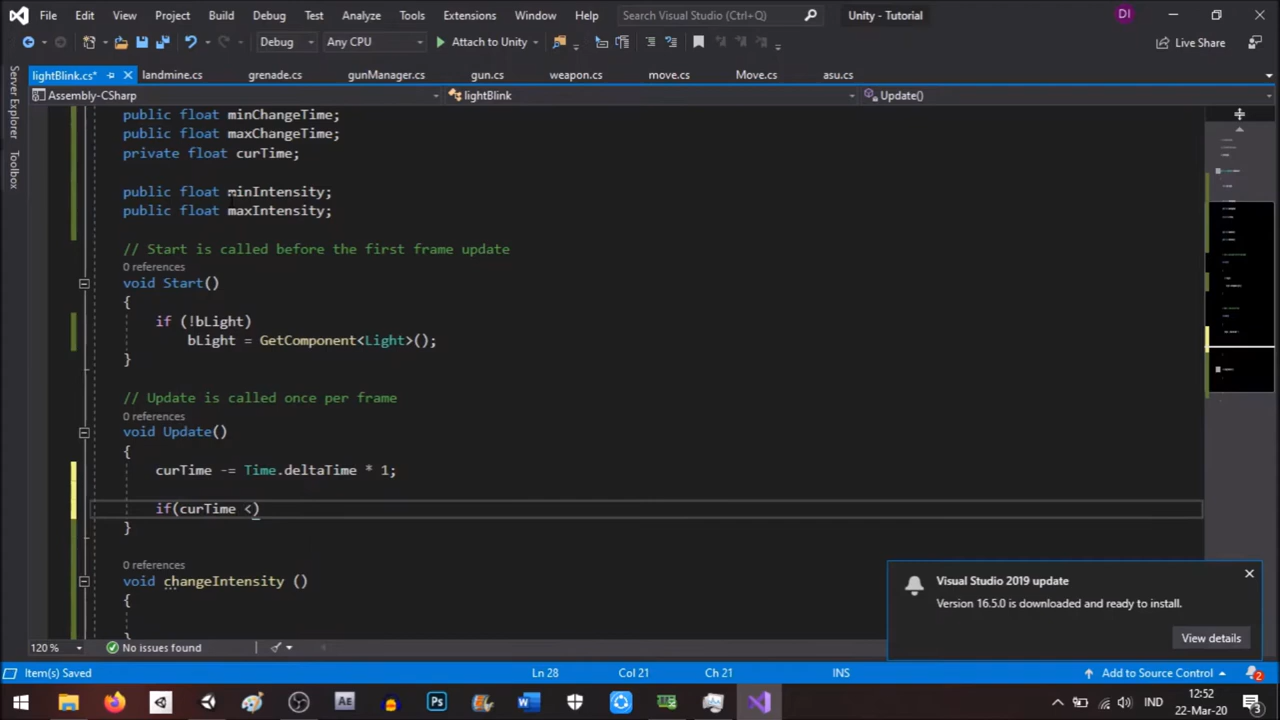 File Edit View Project Build Debug Test Analyze Tools Extensions Window Help Search Visual Studio (Ctrl+Q) Unity - Tutorial DI
Debug Any CPU Attach to Unity Live Share
lightBlink.cs* landmine.cs grenade.cs gunManager.cs gun.cs weapon.cs move.cs Move.cs asu.cs
Assembly-CSharp lightBlink Update()
Server Explorer
Toolbox
public float minChangeTime;
public float maxChangeTime;
private float curTime;
public float minIntensity;
public float maxIntensity;
// Start is called before the first frame update
0 references
void Start()
{
if (!bLight)
bLight = GetComponent<Light>();
}
// Update is called once per frame
0 references
void Update()
{
curTime -= Time.deltaTime * 1;
if(curTime <)
}
0 references
void changeIntensity ()
{
}
Visual Studio 2019 update
Version 16.5.0 is downloaded and ready to install.
View details
120 % No issues found
Item(s) Saved Ln 28 Col 21 Ch 21 INS Add to Source Control 2
Ae Ps W IND 12:52
22-Mar-20 3